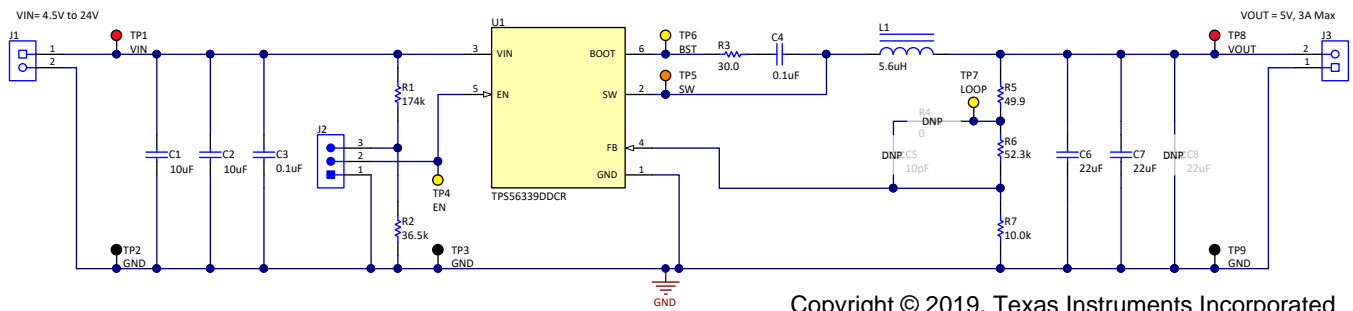 VIN= 4.5V to 24V
VOUT = 5V, 3A Max
J1
1
2
TP1
VIN
U1
3
VIN
BOOT
6
TP6
BST
R3
30.0
C4
0.1uF
L1
5.6uH
TP8
VOUT
J3
2
1
R1
174k
5
EN
SW
2
TP5
SW
TP7
LOOP
R5
49.9
R4
DNP
0
J2
3
2
1
FB
4
DNP
C5
10pF
R6
52.3k
C1
10uF
C2
10uF
C3
0.1uF
C6
22uF
C7
22uF
DNP
C8
22uF
GND
1
TP4
EN
TPS56339DDCR
R2
36.5k
R7
10.0k
TP2
GND
TP3
GND
TP9
GND
GND
Copyright © 2019, Texas Instruments Incorporated